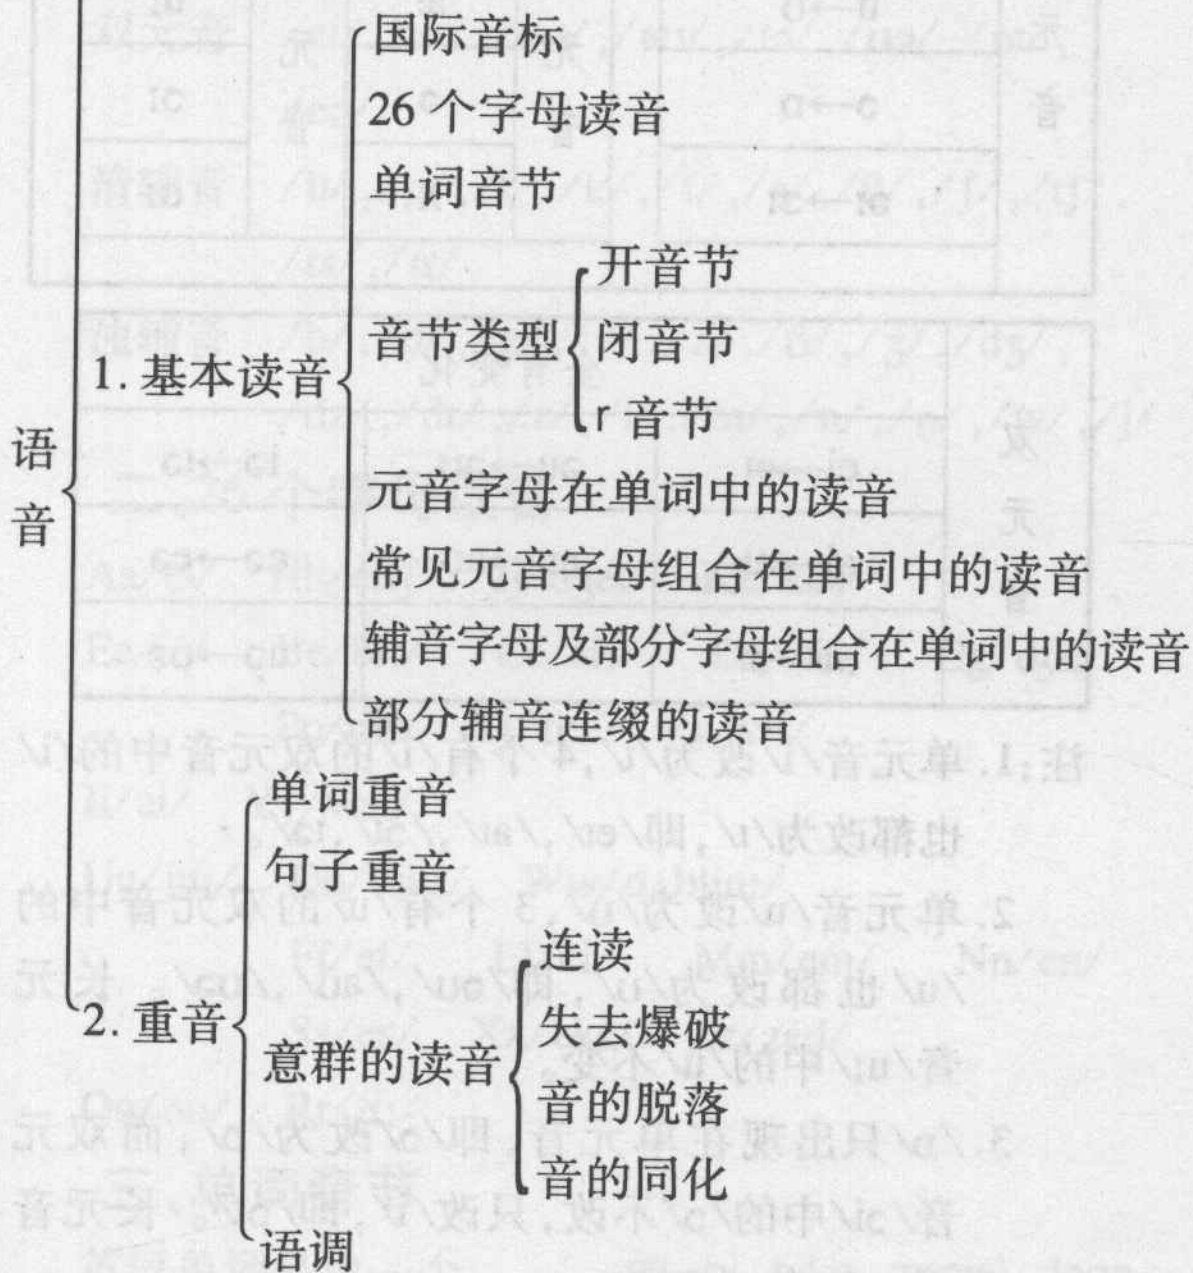 语音
1. 基本读音
国际音标
26个字母读音
单词音节
音节类型
开音节
闭音节
r音节
元音字母在单词中的读音
常见元音字母组合在单词中的读音
辅音字母及部分字母组合在单词中的读音
部分辅音连缀的读音
2. 重音
单词重音
句子重音
意群的读音
连读
失去爆破
音的脱落
音的同化
语调